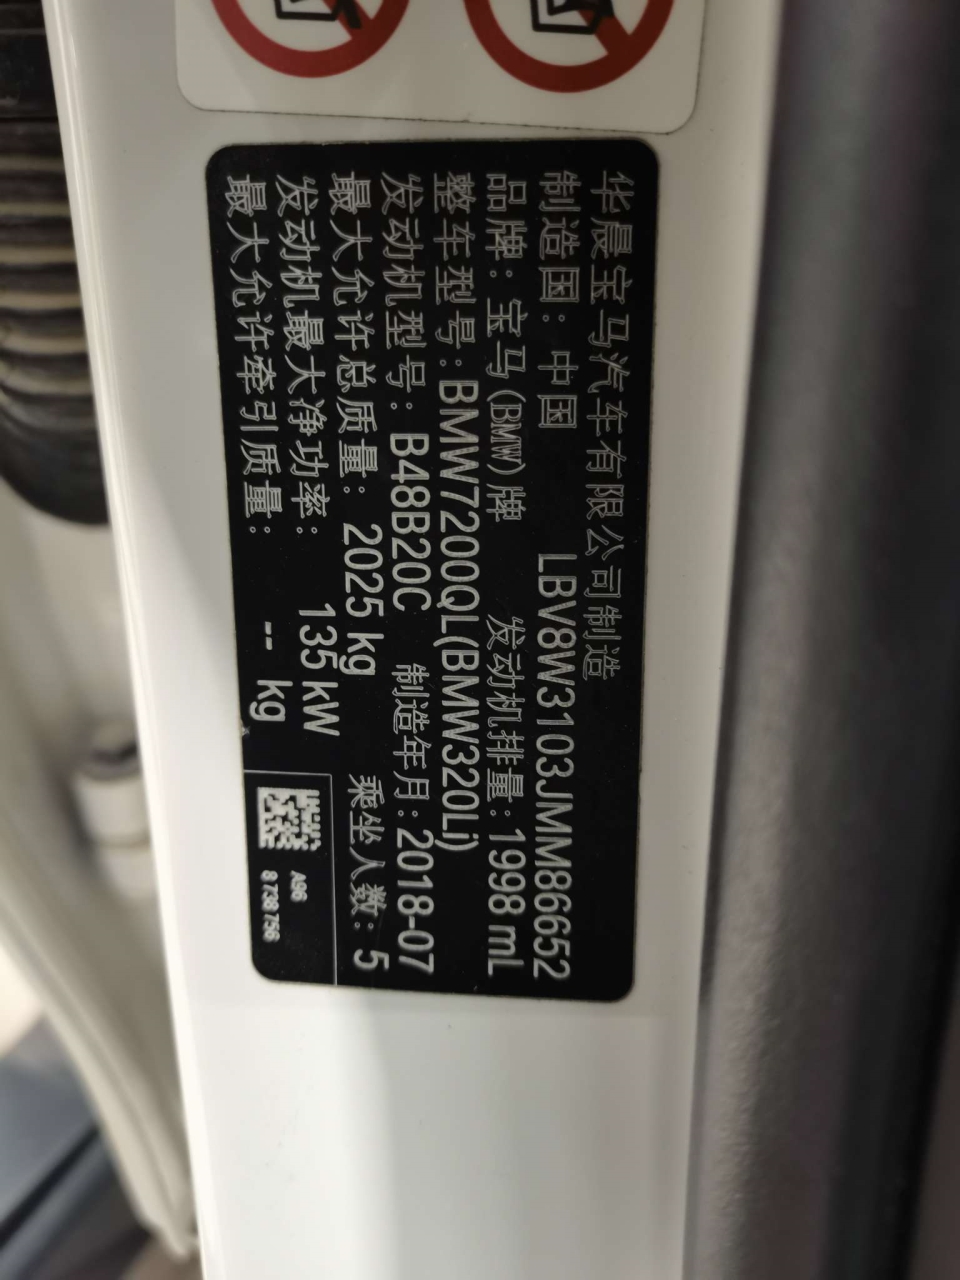 华晨宝马汽车有限公司制造
制造国：中国 LBV8W3103JMM86652
品牌：宝马(BMW)牌 发动机排量：1998 mL
整车型号：BMW7200QL(BMW320Li)
发动机型号：B48B20C 制造年月：2018-07
最大允许总质量：2025 kg 乘坐人数：5
发动机最大净功率：135 kW
最大允许牵引质量：-- kg
A96
8 738 756